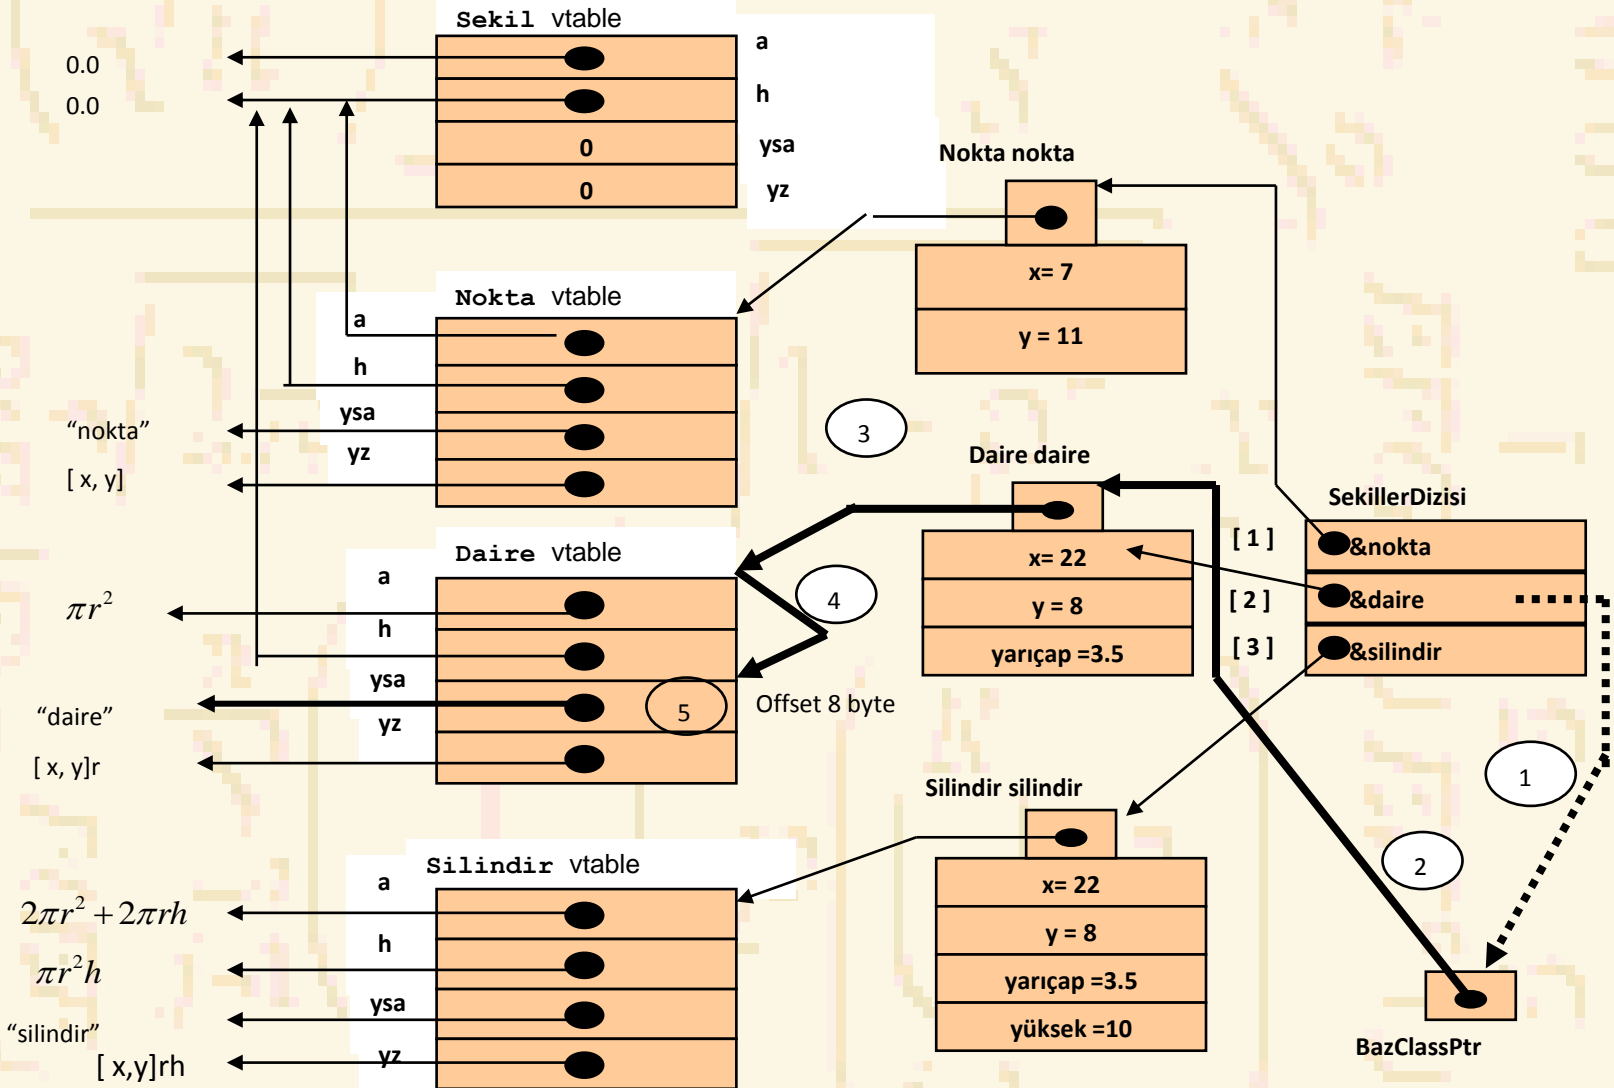 Sekil vtable
0.0
a
0.0
h
0
ysa
0
yz
Nokta nokta
x= 7
y = 11
Nokta vtable
a
h
ysa
yz
"nokta"
[ x, y]
3
Daire daire
x= 22
y = 8
yarıçap =3.5
SekillerDizisi
[ 1 ]
&nokta
[ 2 ]
&daire
[ 3 ]
&silindir
Daire vtable
a
h
ysa
yz
πr²
"daire"
[ x, y]r
4
5
Offset 8 byte
1
2
Silindir silindir
x= 22
y = 8
yarıçap =3.5
yüksek =10
BazClassPtr
Silindir vtable
a
h
ysa
yz
2πr² + 2πrh
πr²h
"silindir"
[ x,y]rh